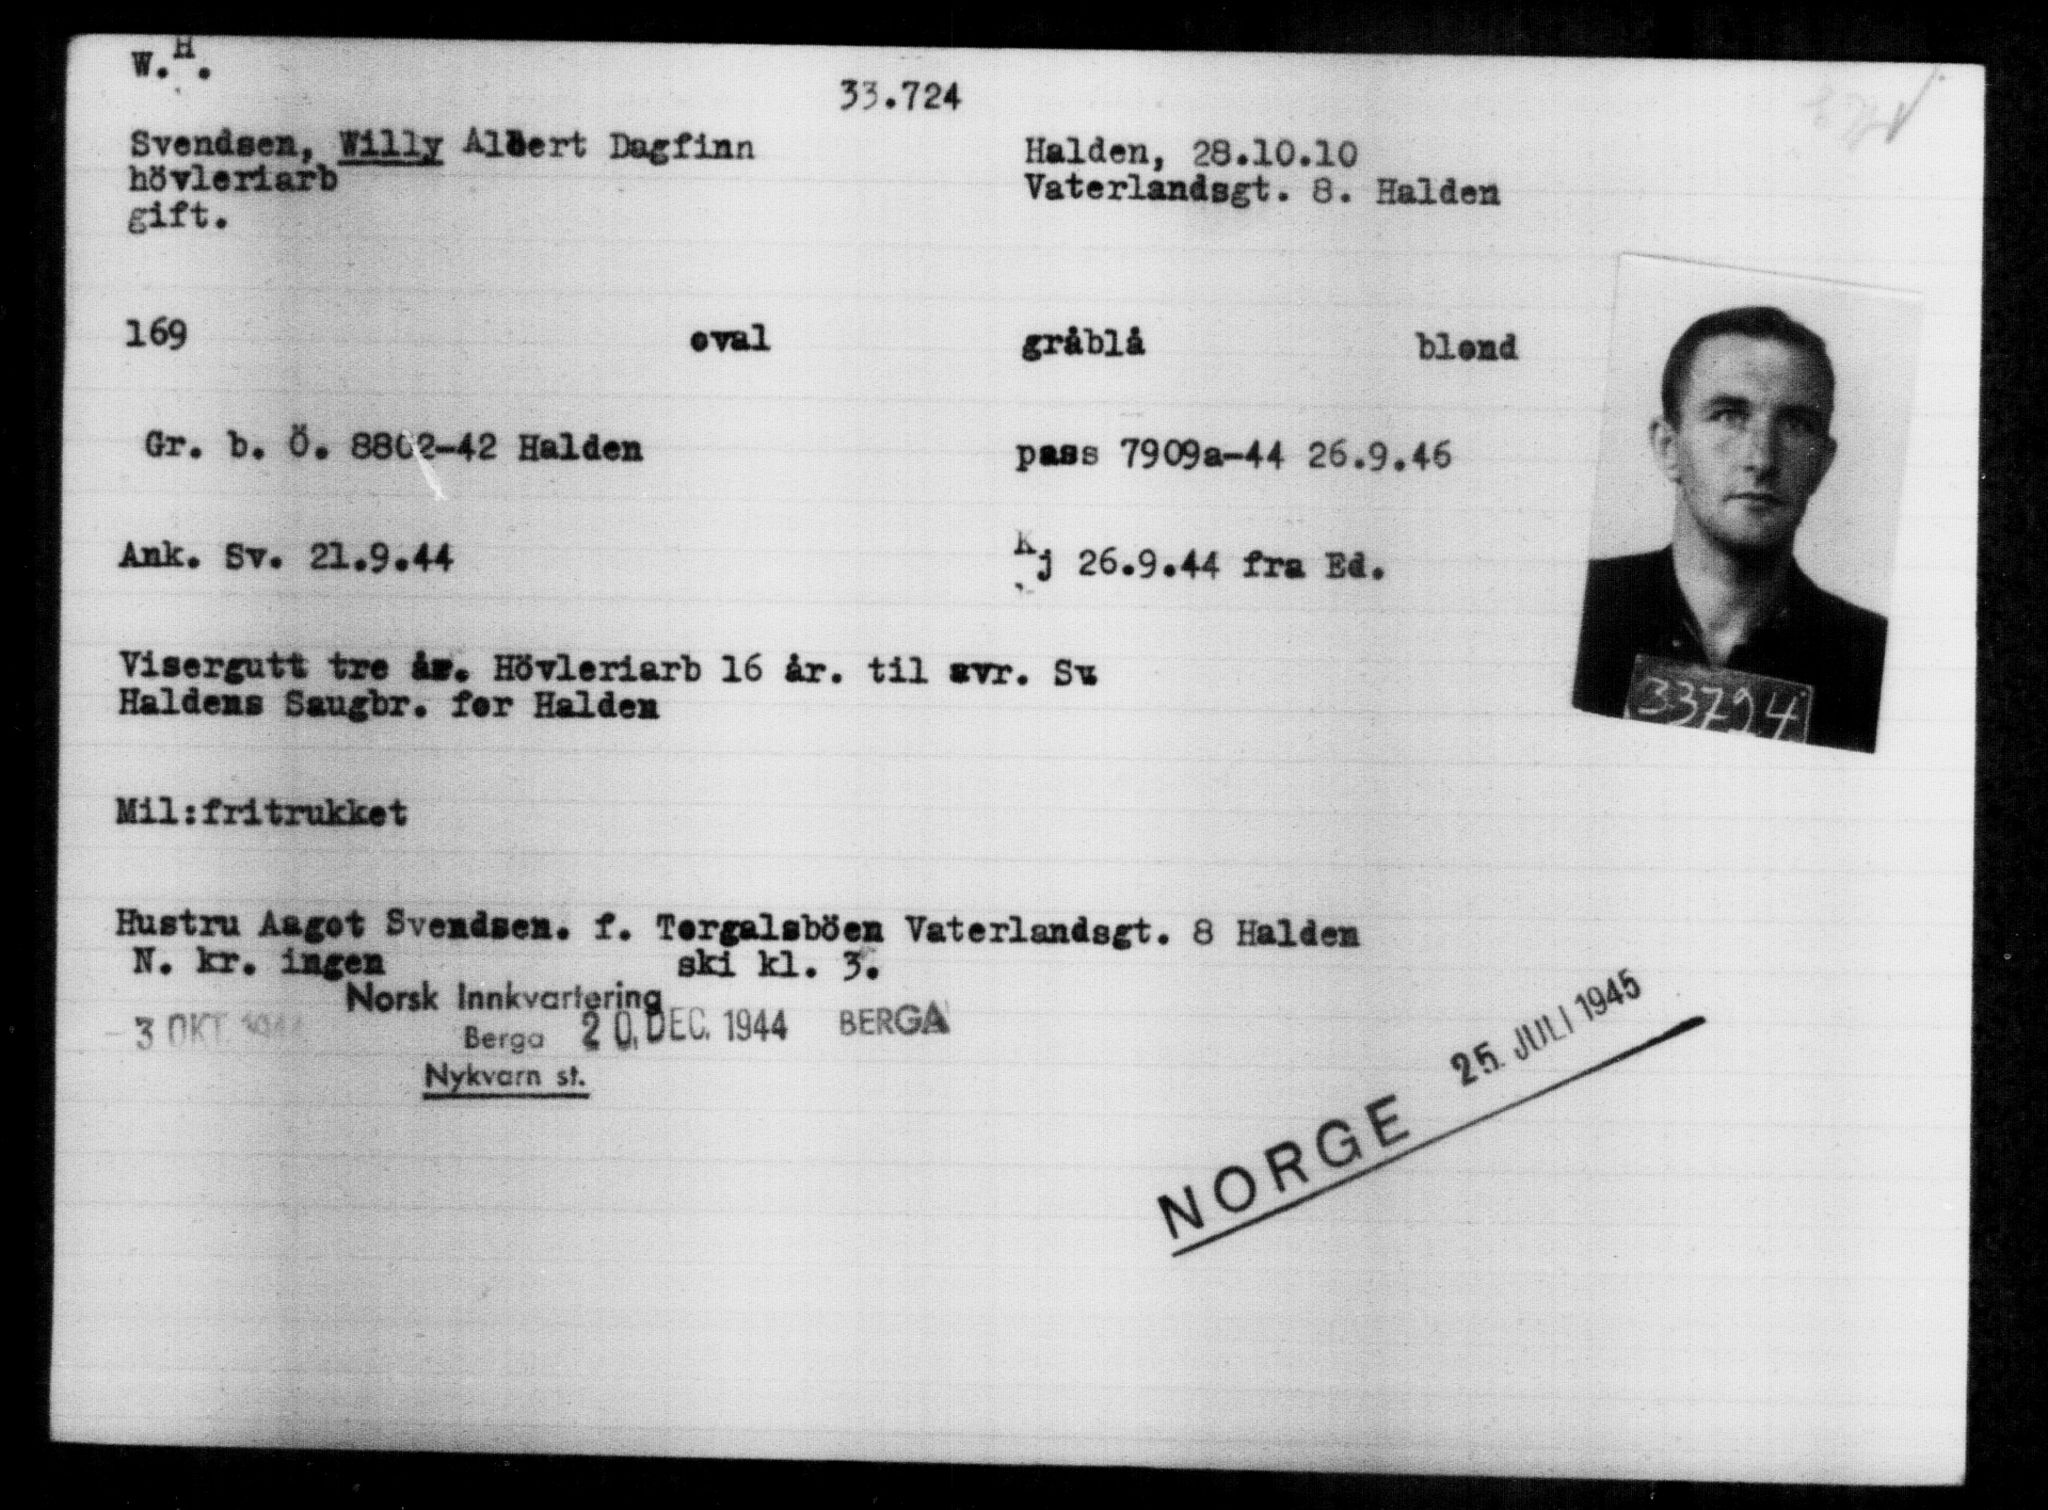 W.H.
33.724
Svendsen, Willy Albert Dagfinn
Halden, 28.10.10
hövleriarb
Vaterlandsgt. 8. Halden
gift.
169 oval gråblå blond
Gr. b. Ö. 8802-42 Halden
pass 7909a-44 26.9.46
Ank. Sv. 21.9.44
Kj 26.9.44 fra Ed.
Visergutt tre år. Hövleriarb 16 år. til avr. Sv.
Haldens Saugbr. for Halden
33724
Mil:fritrukket
Hustru Aagot Svendsen. f. Torgalsböen Vaterlandsgt. 8 Halden
N. kr. ingen ski kl. 3.
Norsk Innkvartering
- 3 OKT. 1944
Berga 20. DEC. 1944 BERGA
Nykvarn st.
25. JULI 1945
NORGE